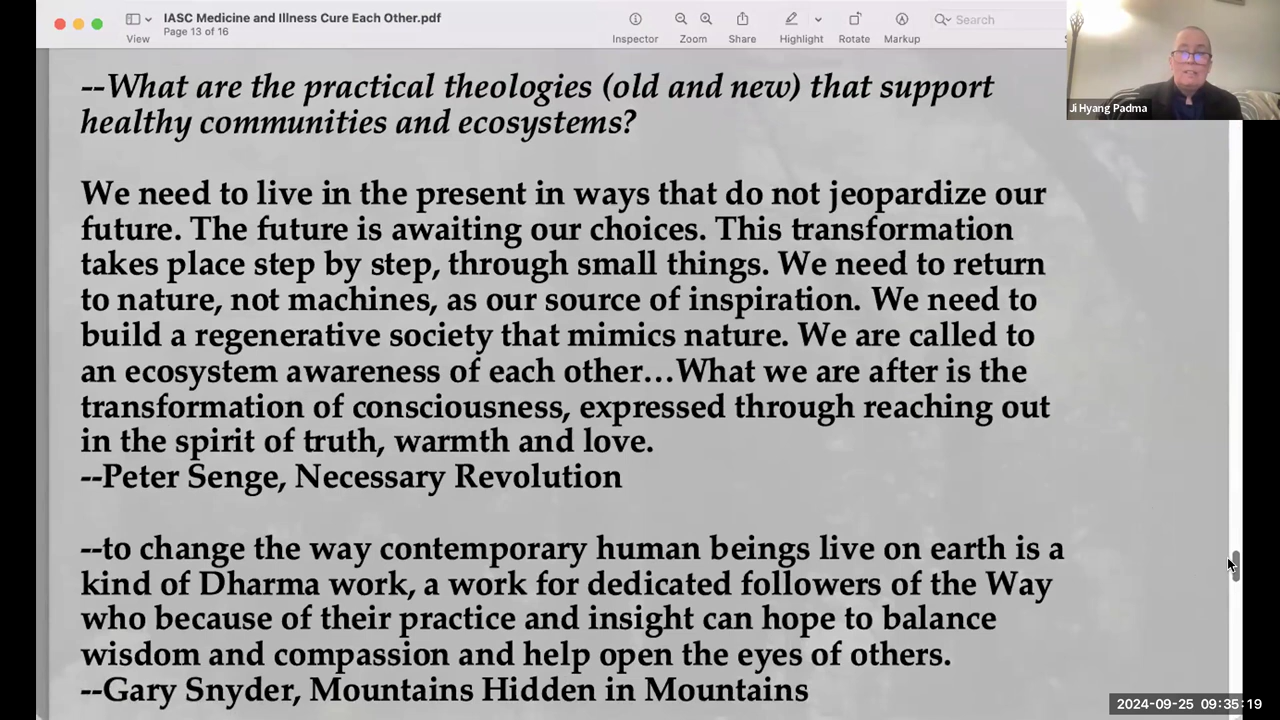 IASC Medicine and Illness Cure Each Other.pdf
Page 13 of 16
View
Inspector
Zoom
Share
Highlight
Rotate
Markup
Search
Ji Hyang Padma
--What are the practical theologies (old and new) that support
healthy communities and ecosystems?
We need to live in the present in ways that do not jeopardize our
future. The future is awaiting our choices. This transformation
takes place step by step, through small things. We need to return
to nature, not machines, as our source of inspiration. We need to
build a regenerative society that mimics nature. We are called to
an ecosystem awareness of each other…What we are after is the
transformation of consciousness, expressed through reaching out
in the spirit of truth, warmth and love.
--Peter Senge, Necessary Revolution
--to change the way contemporary human beings live on earth is a
kind of Dharma work, a work for dedicated followers of the Way
who because of their practice and insight can hope to balance
wisdom and compassion and help open the eyes of others.
--Gary Snyder, Mountains Hidden in Mountains
2024-09-25 09:35:19